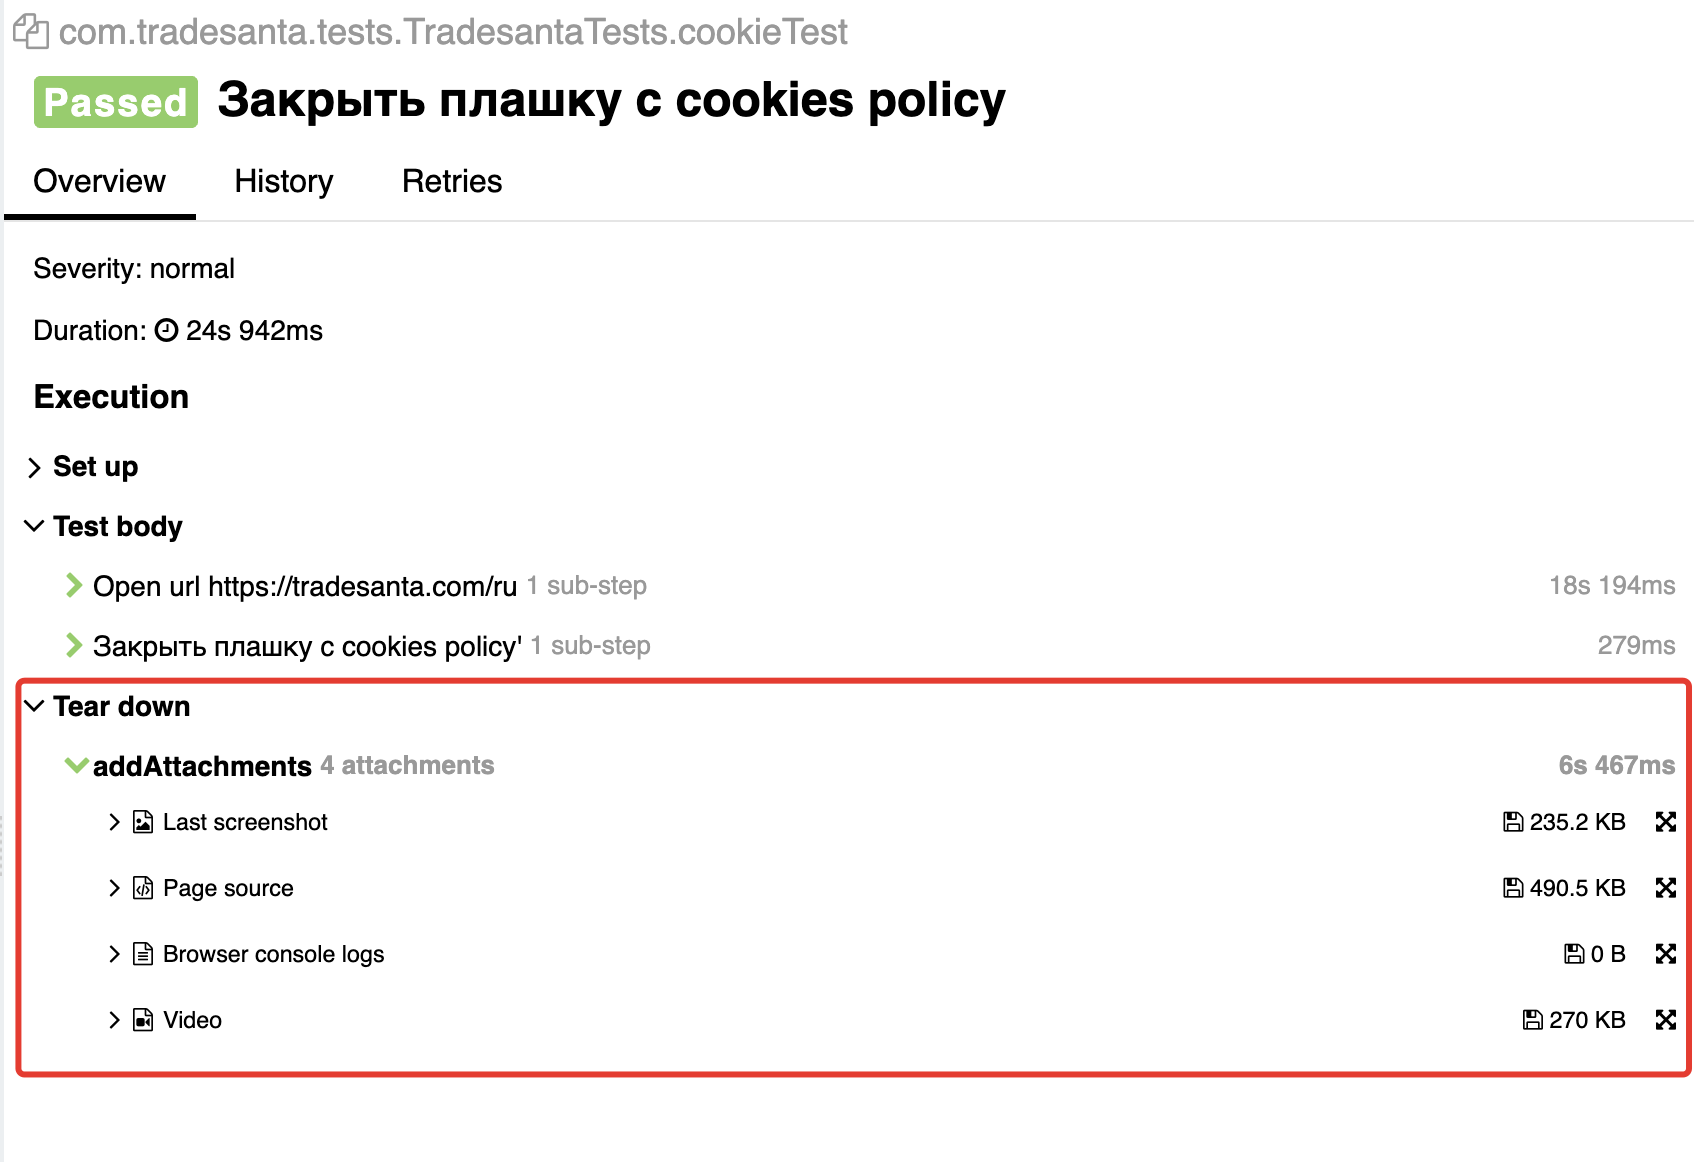 com.tradesanta.tests.TradesantaTests.cookieTest
Passed Закрыть плашку с cookies policy
Overview History Retries
Severity: normal
Duration: 24s 942ms
Execution
Set up
Test body
Open url https://tradesanta.com/ru 1 sub-step 18s 194ms
Закрыть плашку с cookies policy' 1 sub-step 279ms
Tear down
addAttachments 4 attachments 6s 467ms
Last screenshot 235.2 KB
Page source 490.5 KB
Browser console logs 0 B
Video 270 KB